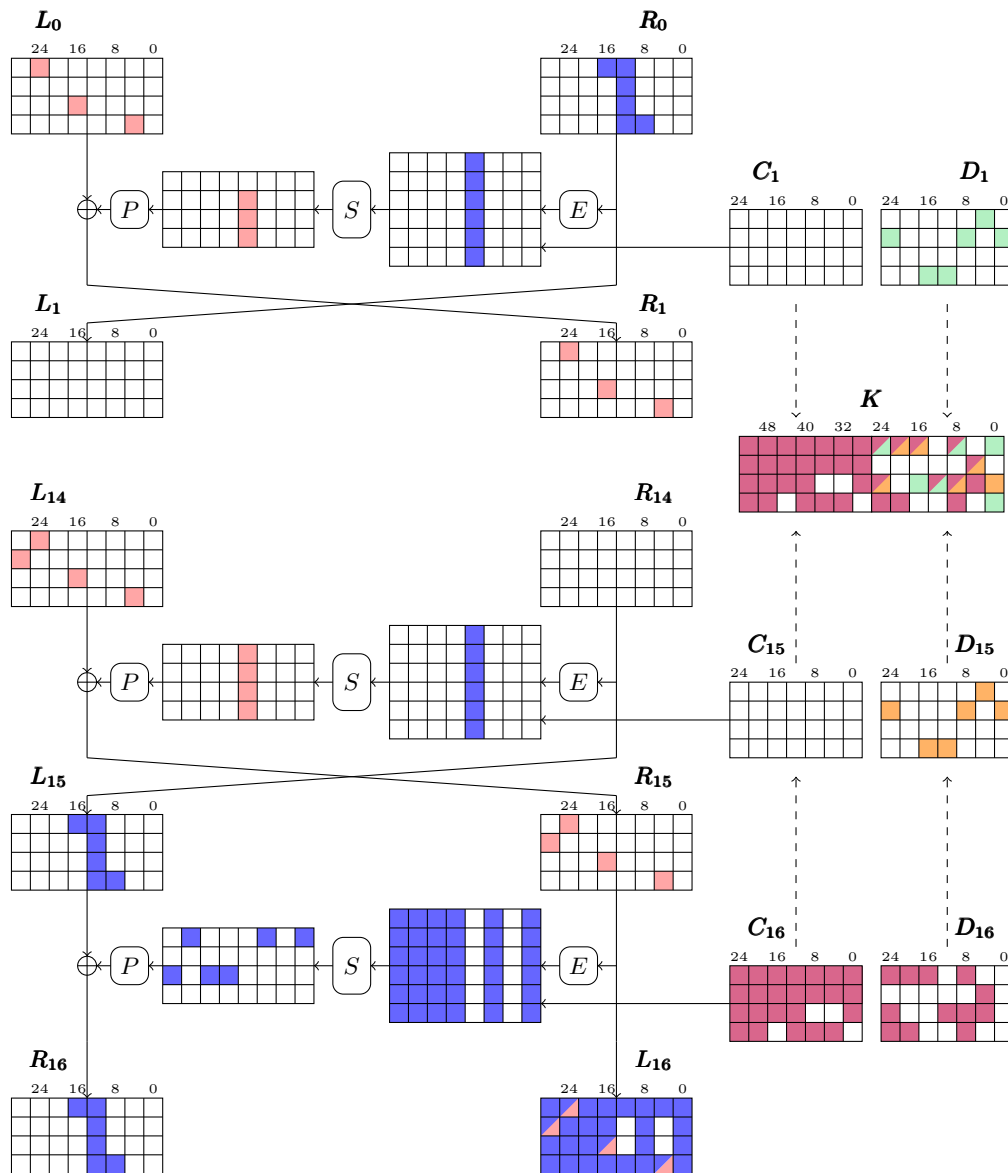 L₀ R₀
24 16 8 0 24 16 8 0
C₁ D₁
P S E
24 16 8 0 24 16 8 0
L₁ R₁
24 16 8 0 24 16 8 0
K
48 40 32 24 16 8 0
L₁₄ R₁₄
24 16 8 0 24 16 8 0
C₁₅ D₁₅
P S E
24 16 8 0 24 16 8 0
L₁₅ R₁₅
24 16 8 0 24 16 8 0
C₁₆ D₁₆
P S E
24 16 8 0 24 16 8 0
R₁₆ L₁₆
24 16 8 0 24 16 8 0